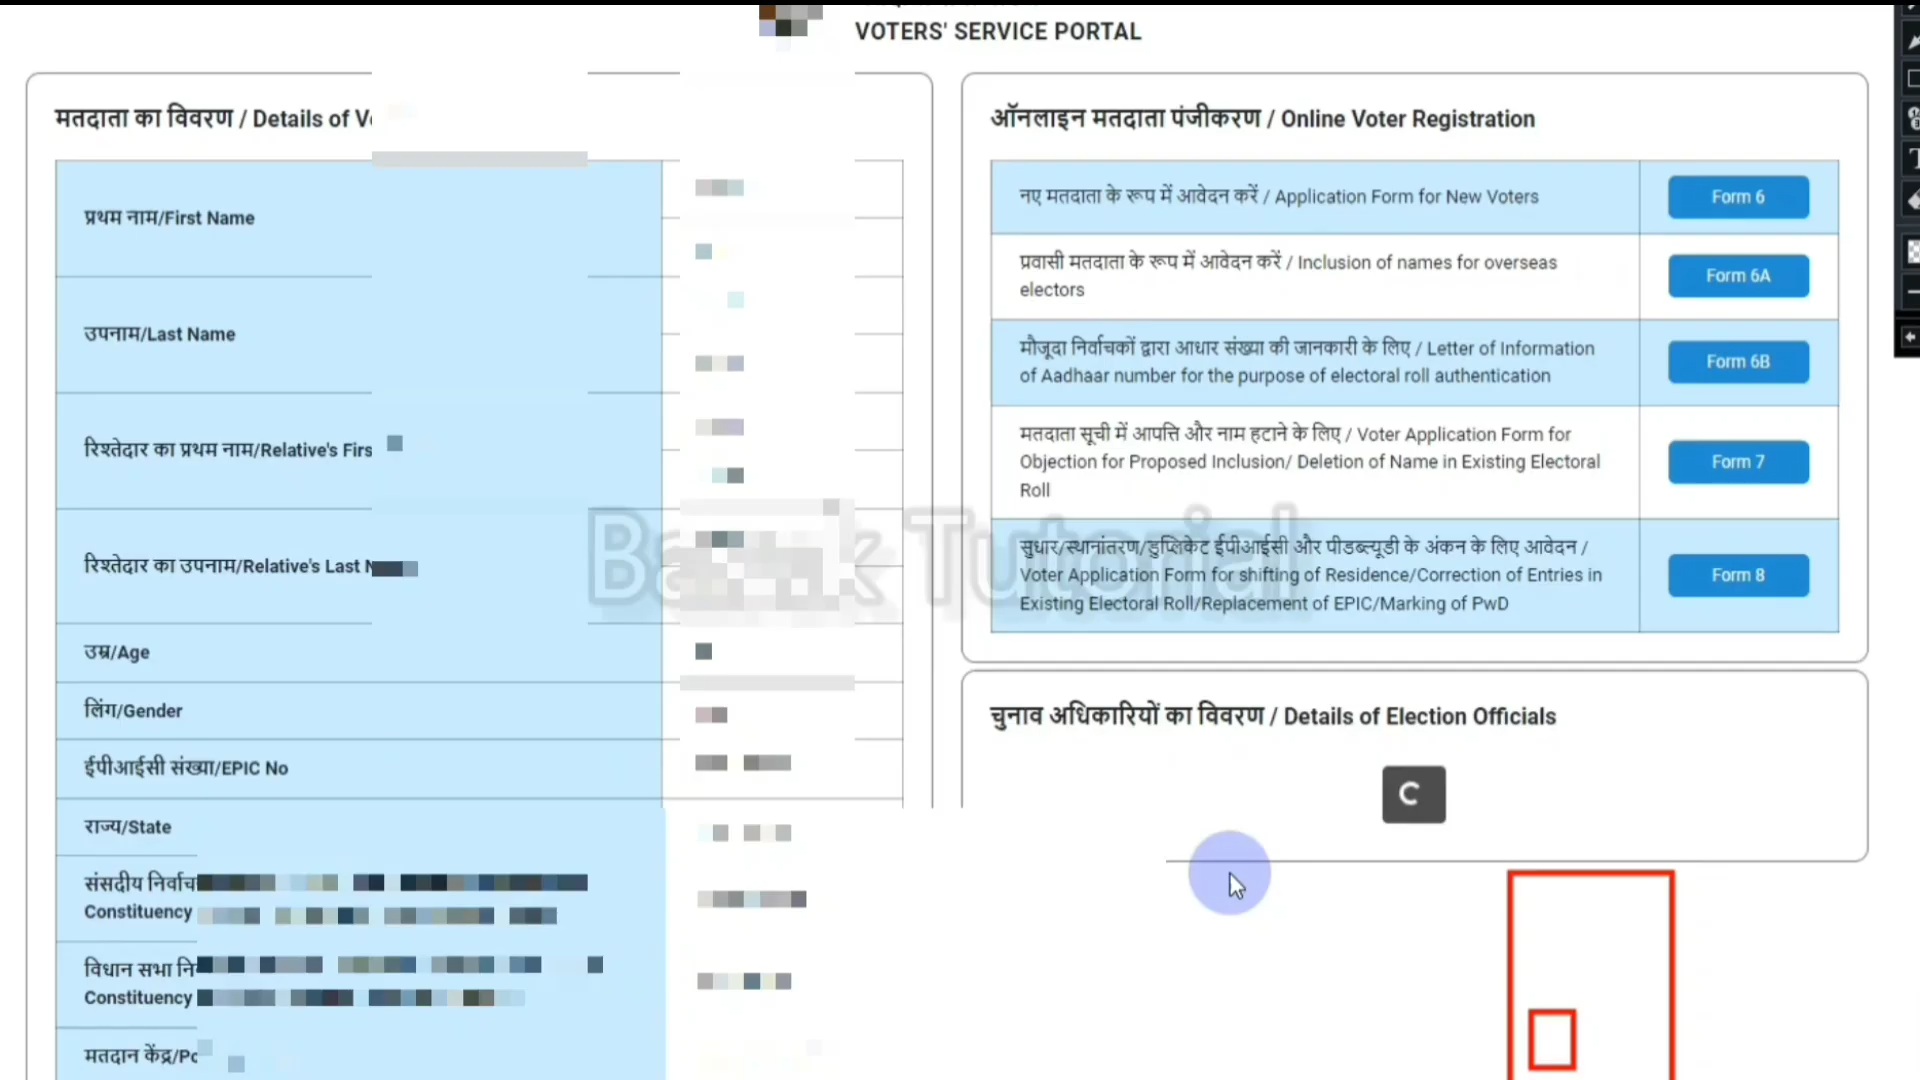 VOTERS' SERVICE PORTAL
मतदाता का विवरण / Details of
प्रथम नाम/First Name
उपनाम/Last Name
रिश्तेदार का प्रथम नाम/Relative's Firs
रिश्तेदार का उपनाम/Relative's Last
उम्र/Age
लिंग/Gender
ईपीआईसी संख्या/EPIC No
राज्य/State
संसदीय निर्वाच
Constituency
विधान सभा नि
Constituency
मतदान केंद्र/Po
ऑनलाइन मतदाता पंजीकरण / Online Voter Registration
नए मतदाता के रूप में आवेदन करें / Application Form for New Voters
Form 6
प्रवासी मतदाता के रूप में आवेदन करें / Inclusion of names for overseas
electors
Form 6A
मौजूदा निर्वाचकों द्वारा आधार संख्या की जानकारी के लिए / Letter of Information
of Aadhaar number for the purpose of electoral roll authentication
Form 6B
मतदाता सूची में आपत्ति और नाम हटाने के लिए / Voter Application Form for
Objection for Proposed Inclusion/ Deletion of Name in Existing Electoral
Roll
Form 7
सुधार/स्थानांतरण/डुप्लिकेट ईपीआईसी और पीडब्ल्यूडी के अंकन के लिए आवेदन /
Voter Application Form for shifting of Residence/Correction of Entries in
Existing Electoral Roll/Replacement of EPIC/Marking of PwD
Form 8
Tutorial
चुनाव अधिकारियों का विवरण / Details of Election Officials